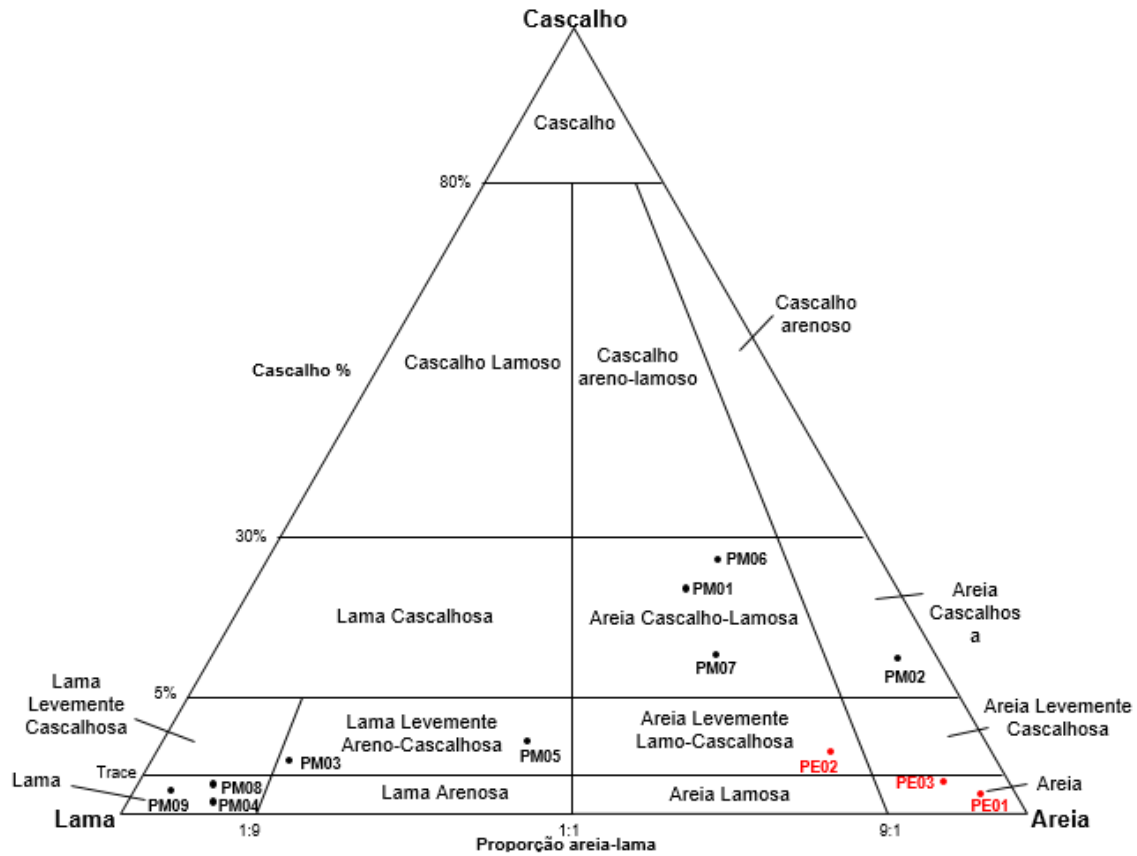 Cascalho
Cascalho
80%
Cascalho
arenoso
Cascalho Lamoso
Cascalho
areno-lamoso
Cascalho %
30%
PM06
PM01
Areia
Cascalhos
a
Lama Cascalhosa
Areia Cascalho-Lamosa
PM07
PM02
5%
Lama
Levemente
Cascalhosa
Lama Levemente
Areno-Cascalhosa
Areia Levemente
Lamo-Cascalhosa
Areia Levemente
Cascalhosa
PM05
PM03
PE02
Trace
Lama
PM08
PM09
PM04
Lama Arenosa
Areia Lamosa
PE03
Areia
PE01
Lama
Areia
1:9
1:1
9:1
Proporção areia-lama